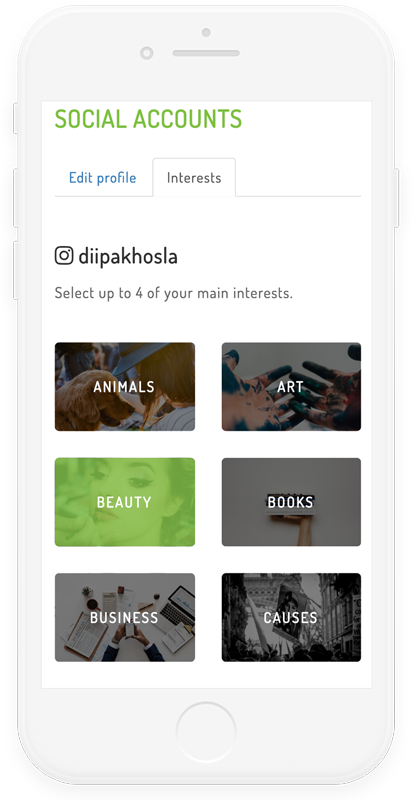 SOCIAL ACCOUNTS
Edit profile Interests
diipakhosla
Select up to 4 of your main interests.
ANIMALS ART
BEAUTY BOOKS
BUSINESS CAUSES